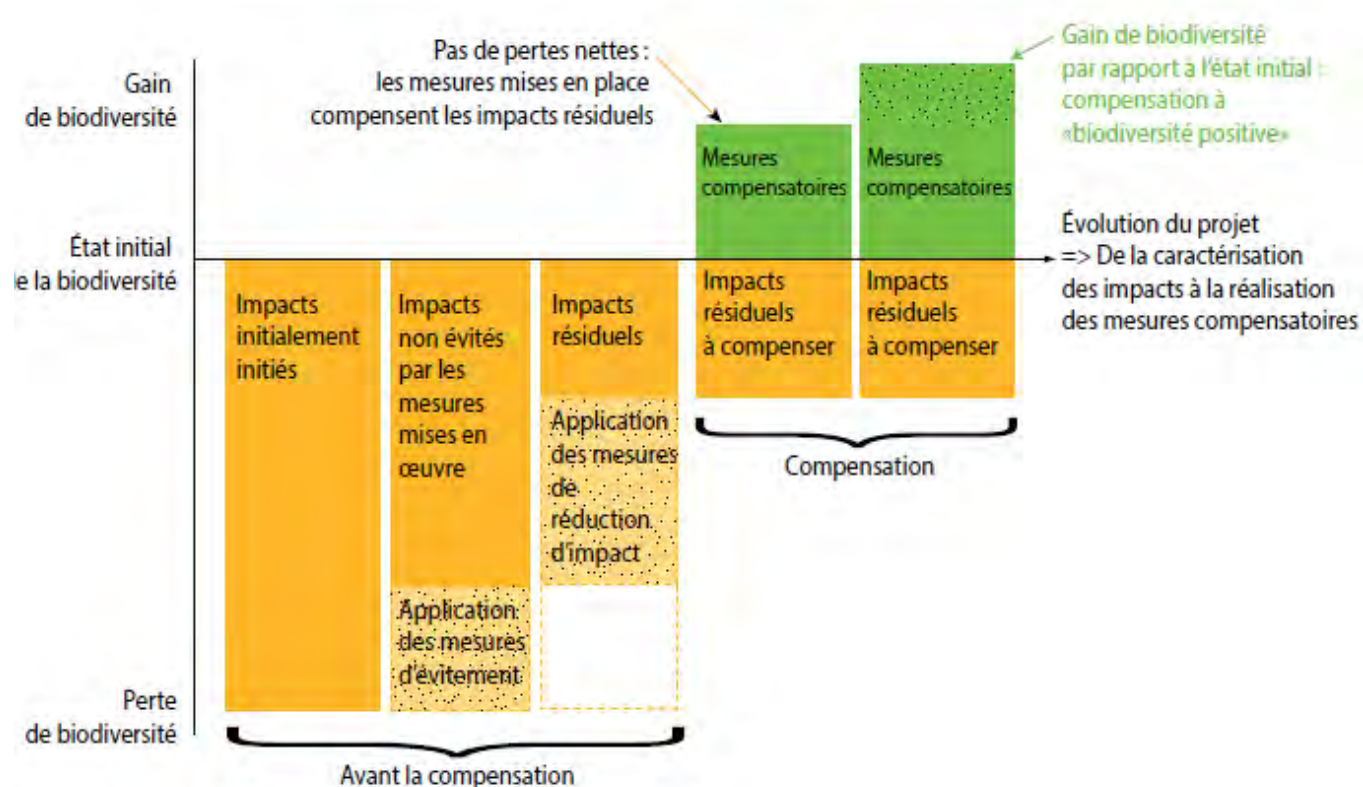 Pas de pertes nettes :
les mesures mises en place
compensent les impacts résiduels
Gain de biodiversité
par rapport à l'état initial :
compensation à
«biodiversité positive»
Gain
de biodiversité
Mesures
compensatoires
Mesures
compensatoires
État initial
de la biodiversité
Évolution du projet
=> De la caractérisation
des impacts à la réalisation
des mesures compensatoires
Impacts
initialement
initiés
Impacts
non évités
par les
mesures
mises en
œuvre
Impacts
résiduels
Impacts
résiduels
à compenser
Impacts
résiduels
à compenser
Application
des mesures
de
réduction
d'impact
Compensation
Application
des mesures
d'évitement
Perte
de biodiversité
Avant la compensation